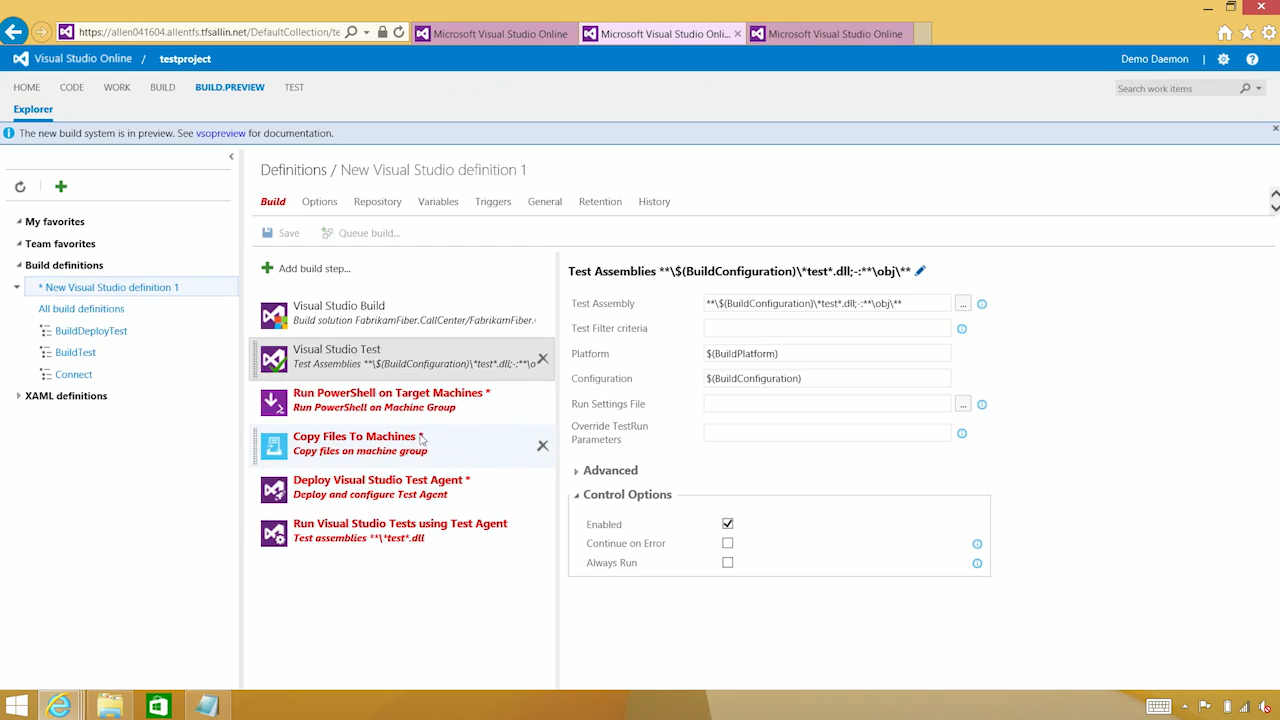 https://allen041604.allentfs.tfsallin.net/DefaultCollection/te
Microsoft Visual Studio Online
Microsoft Visual Studio Onli...
Microsoft Visual Studio Online
Visual Studio Online / testproject
Demo Daemon
HOME CODE WORK BUILD BUILD.PREVIEW TEST
Search work items
Explorer
The new build system is in preview. See vsopreview for documentation.
Definitions / New Visual Studio definition 1
Build Options Repository Variables Triggers General Retention History
Save Queue build...
My favorites
Team favorites
Build definitions
* New Visual Studio definition 1
All build definitions
BuildDeployTest
BuildTest
Connect
XAML definitions
Add build step...
Visual Studio Build
Build solution FabrikamFiber.CallCenter/FabrikamFiber.(
Visual Studio Test
Test Assemblies **\$(BuildConfiguration)\*test*.dll;-:**\o
Run PowerShell on Target Machines *
Run PowerShell on Machine Group
Copy Files To Machines *
Copy files on machine group
Deploy Visual Studio Test Agent *
Deploy and configure Test Agent
Run Visual Studio Tests using Test Agent
Test assemblies **\*test*.dll
Test Assemblies **\$(BuildConfiguration)\*test*.dll;-:**\obj\**
Test Assembly **\$(BuildConfiguration)\*test*.dll;-:**\obj\** ...
Test Filter criteria
Platform $(BuildPlatform)
Configuration $(BuildConfiguration)
Run Settings File ...
Override TestRun
Parameters
Advanced
Control Options
Enabled
Continue on Error
Always Run